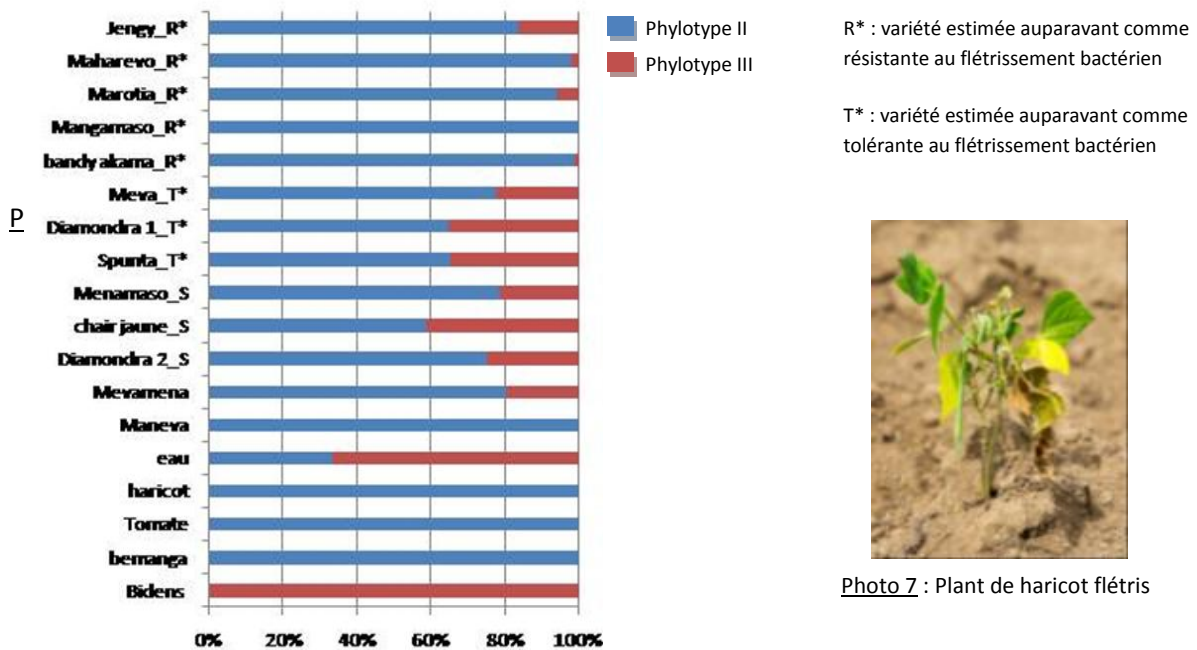 Jengy_R*
Maharevo_R*
Marotia_R*
Mangamaso_R*
bandy akama_R*
Meva_T*
P
Diamondra 1_T*
Spunta_T*
Menamaso_S
chair jaune_S
Diamondra 2_S
Mevamena
Maneva
eau
haricot
Tomate
bemanga
Bidens
0% 20% 40% 60% 80% 100%
Phylotype II
Phylotype III
R* : variété estimée auparavant comme
résistante au flétrissement bactérien
T* : variété estimée auparavant comme
tolérante au flétrissement bactérien
Photo 7 : Plant de haricot flétris